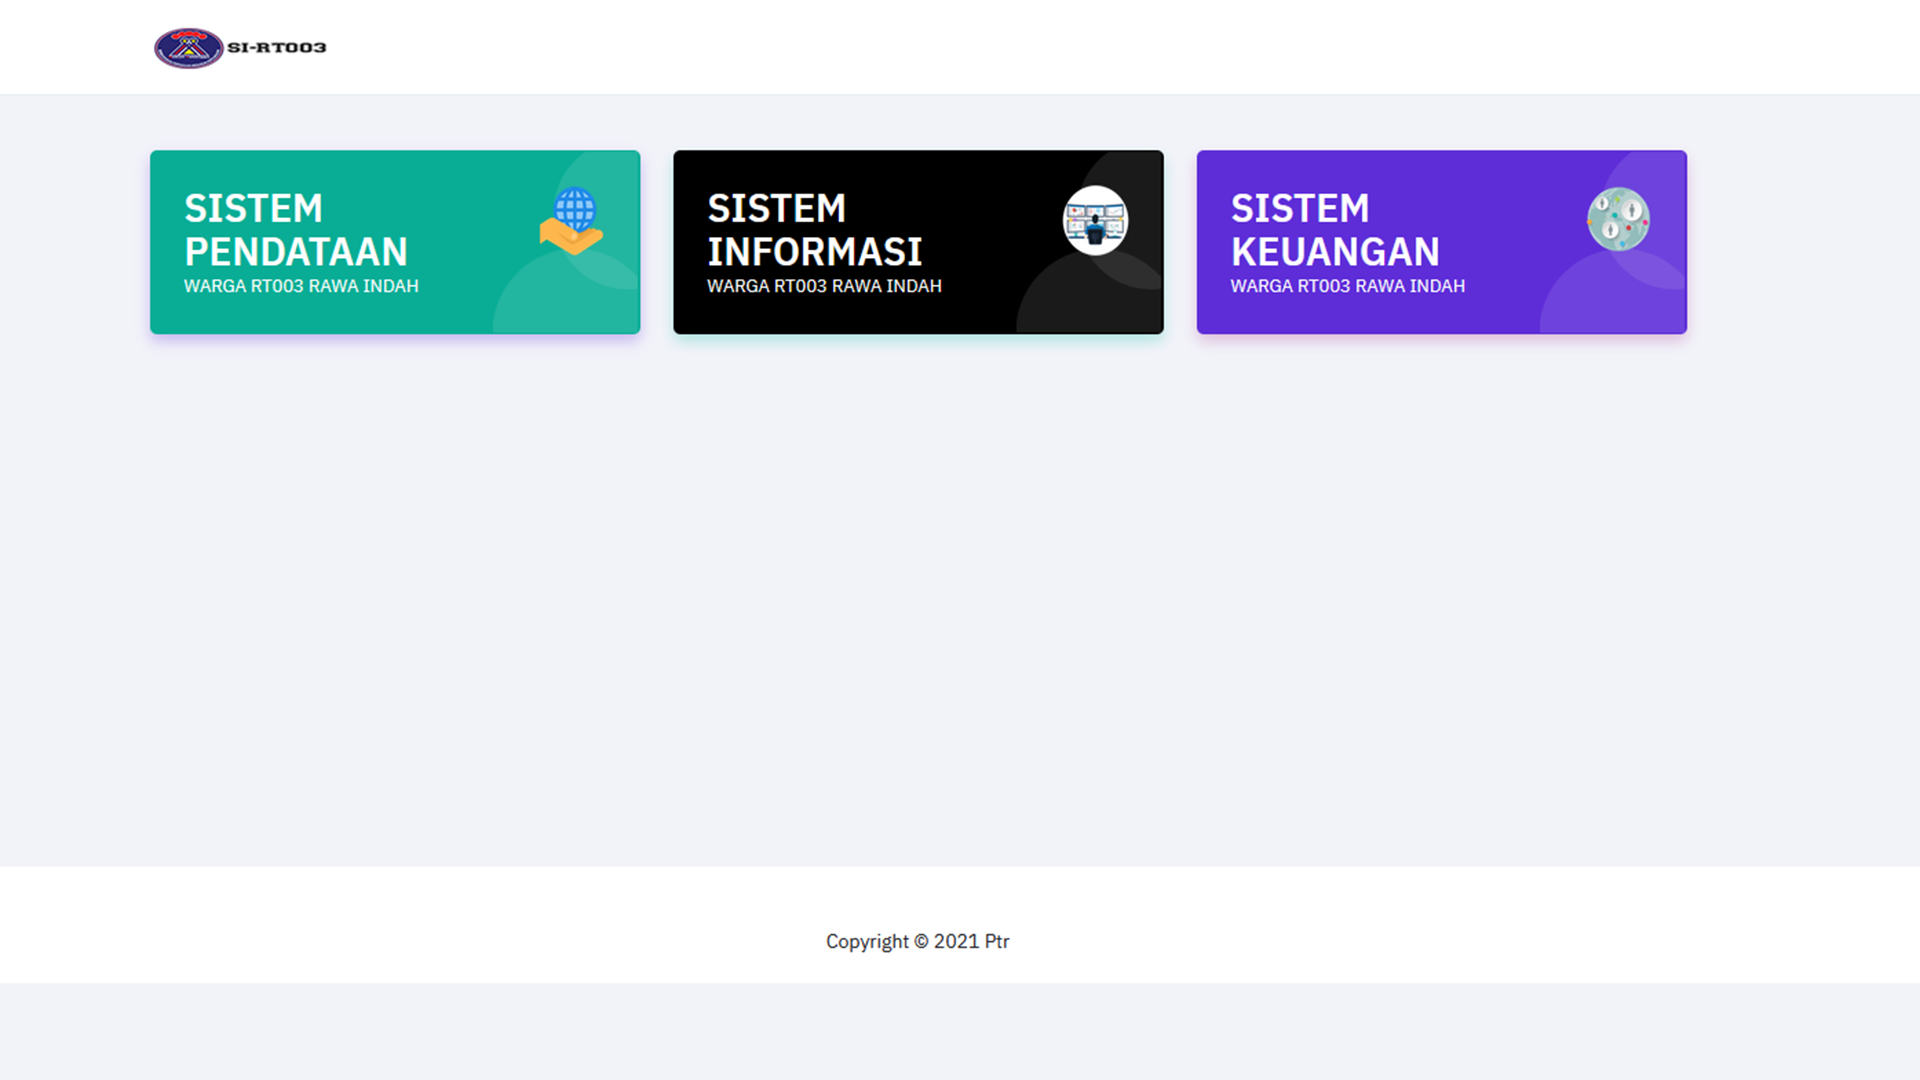 SI-RT003
SISTEM
PENDATAAN
WARGA RT003 RAWA INDAH
SISTEM
INFORMASI
WARGA RT003 RAWA INDAH
SISTEM
KEUANGAN
WARGA RT003 RAWA INDAH
Copyright © 2021 Ptr